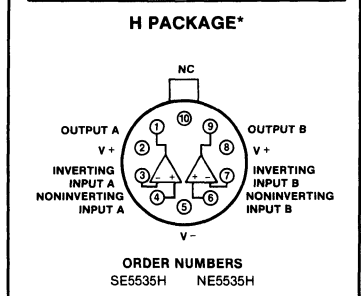 H PACKAGE*
NC
10
OUTPUT A 1 9 OUTPUT B
V+ 2 8 V+
INVERTING INPUT A 3 - + + - 7 INVERTING INPUT B
NONINVERTING INPUT A 4 6 NONINVERTING INPUT B
5
V-
ORDER NUMBERS
SE5535H NE5535H